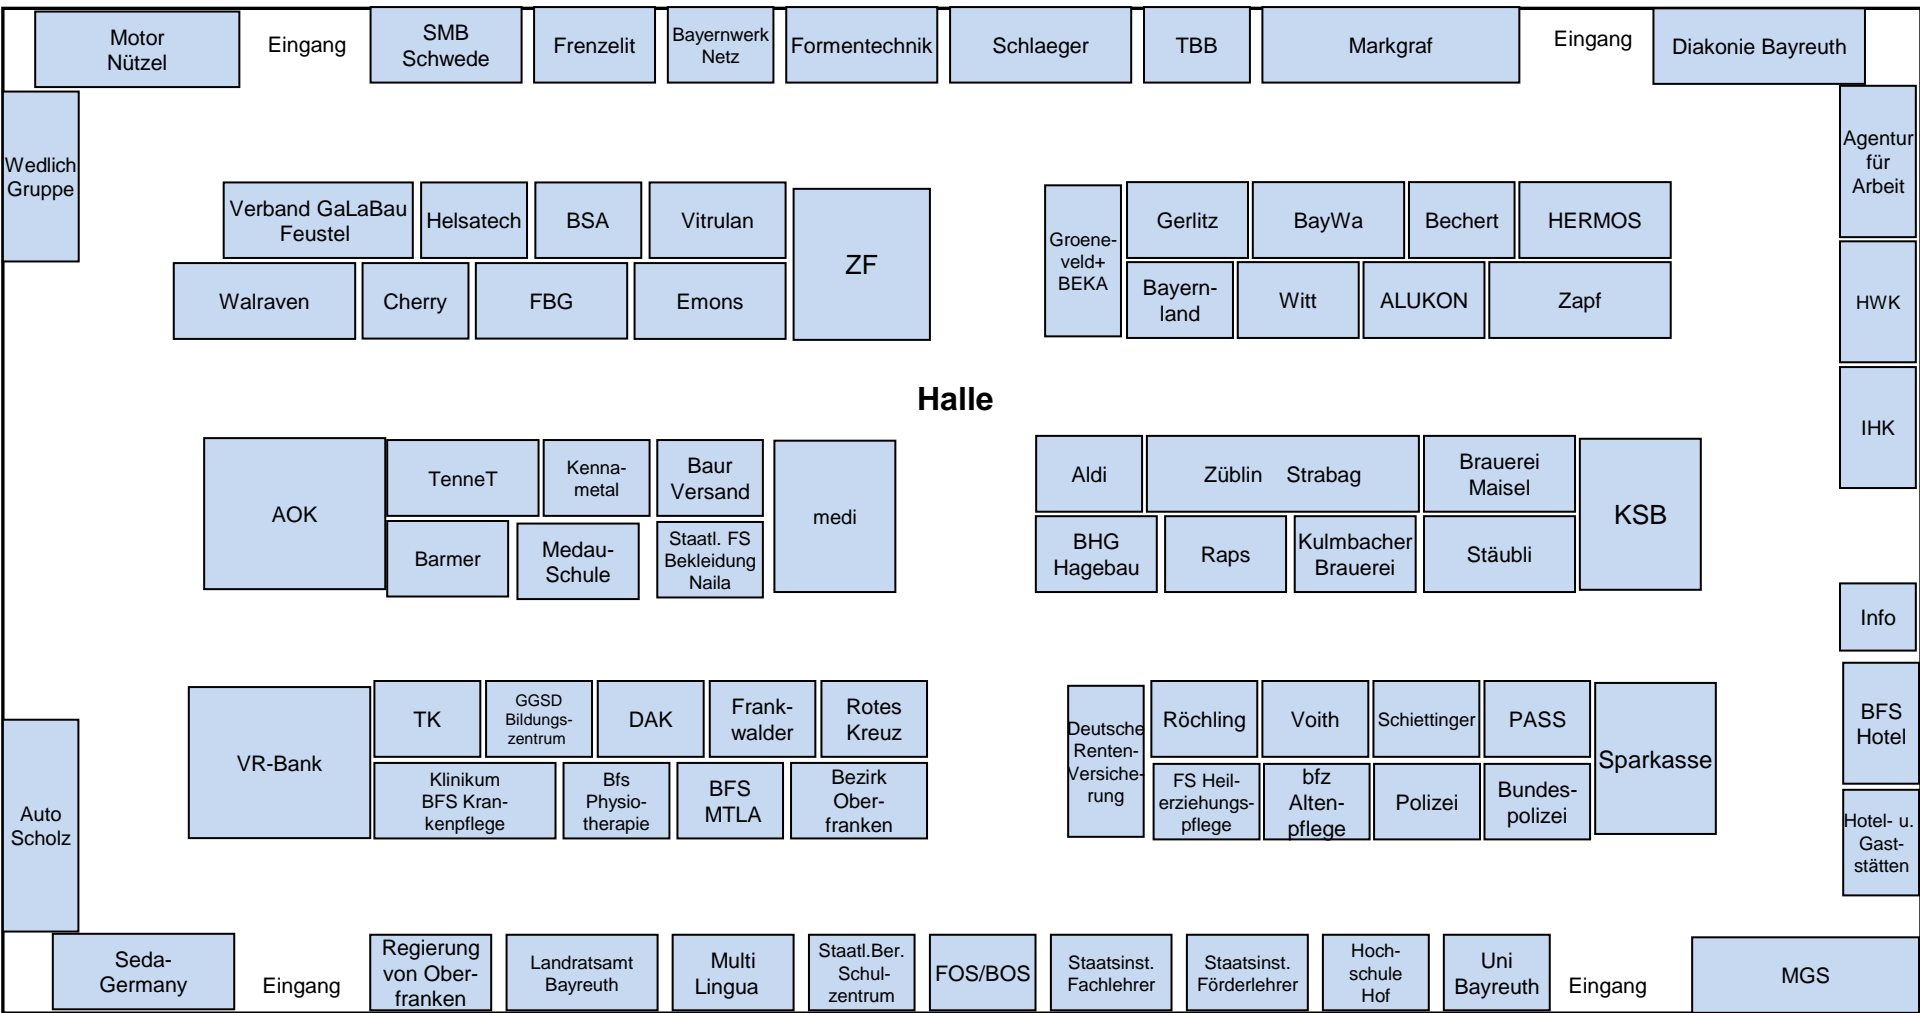 Motor
Nützel
Eingang
SMB
Schwede
Frenzelit
Bayernwerk
Netz
Formentechnik
Schlaeger
TBB
Markgraf
Eingang
Diakonie Bayreuth
Wedlich
Gruppe
Agentur
für
Arbeit
Verband GaLaBau
Feustel
Helsatech
BSA
Vitrulan
ZF
Groene-
veld+
BEKA
Gerlitz
BayWa
Bechert
HERMOS
Walraven
Cherry
FBG
Emons
Bayern-
land
Witt
ALUKON
Zapf
HWK
Halle
IHK
AOK
TenneT
Kenna-
metal
Baur
Versand
medi
Aldi
Züblin Strabag
Brauerei
Maisel
KSB
Barmer
Medau-
Schule
Staatl. FS
Bekleidung
Naila
BHG
Hagebau
Raps
Kulmbacher
Brauerei
Stäubli
Info
VR-Bank
TK
GGSD
Bildungs-
zentrum
DAK
Frank-
walder
Rotes
Kreuz
Deutsche
Renten-
Versiche-
rung
Röchling
Voith
Schiettinger
PASS
Sparkasse
BFS
Hotel
Klinikum
BFS Kran-
kenpflege
Bfs
Physio-
therapie
BFS
MTLA
Bezirk
Ober-
franken
FS Heil-
erziehungs-
pflege
bfz
Alten-
pflege
Polizei
Bundes-
polizei
Auto
Scholz
Hotel- u.
Gast-
stätten
Seda-
Germany
Eingang
Regierung
von Ober-
franken
Landratsamt
Bayreuth
Multi
Lingua
Staatl.Ber.
Schul-
zentrum
FOS/BOS
Staatsinst.
Fachlehrer
Staatsinst.
Förderlehrer
Hoch-
schule
Hof
Uni
Bayreuth
Eingang
MGS